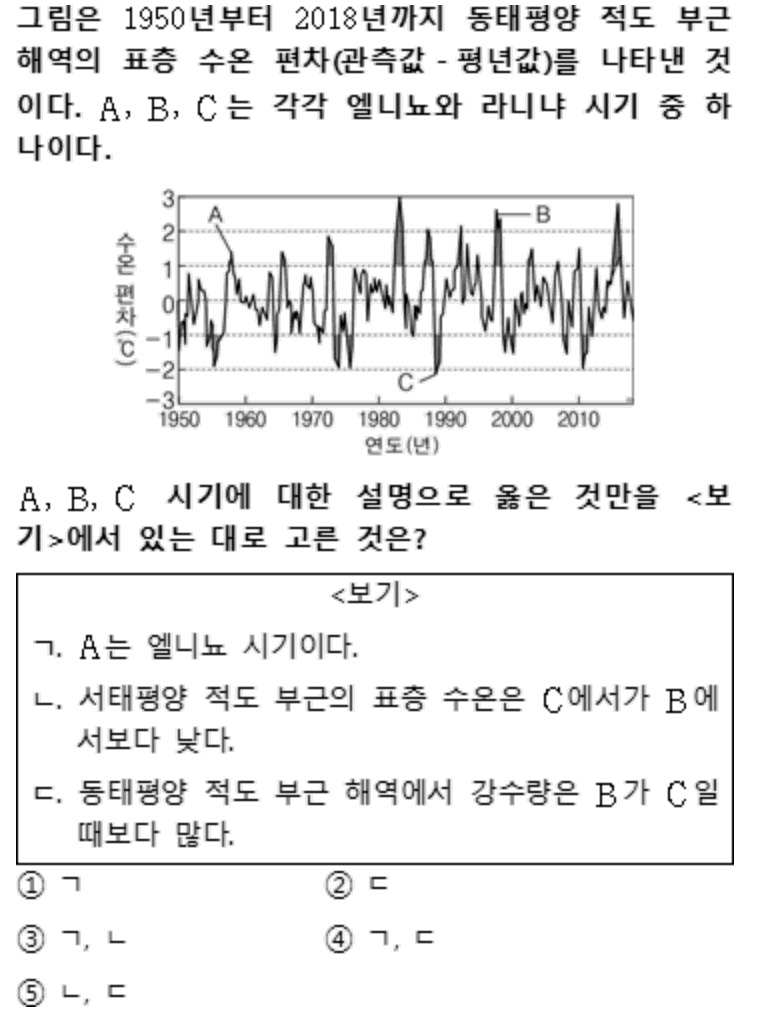 그림은 1950년부터 2018년까지 동태평양 적도 부근
해역의 표층 수온 편차(관측값 - 평년값)를 나타낸 것
이다. A, B, C는 각각 엘니뇨와 라니냐 시기 중 하
나이다.
3
A
B
2
1
0
-1
-2
C
-3
수온 편차(℃)
1950 1960 1970 1980 1990 2000 2010
연도(년)
A, B, C 시기에 대한 설명으로 옳은 것만을 <보
기>에서 있는 대로 고른 것은?
<보기>
ㄱ. A는 엘니뇨 시기이다.
ㄴ. 서태평양 적도 부근의 표층 수온은 C에서가 B에
서보다 낮다.
ㄷ. 동태평양 적도 부근 해역에서 강수량은 B가 C일
때보다 많다.
① ㄱ ② ㄷ
③ ㄱ, ㄴ ④ ㄱ, ㄷ
⑤ ㄴ, ㄷ